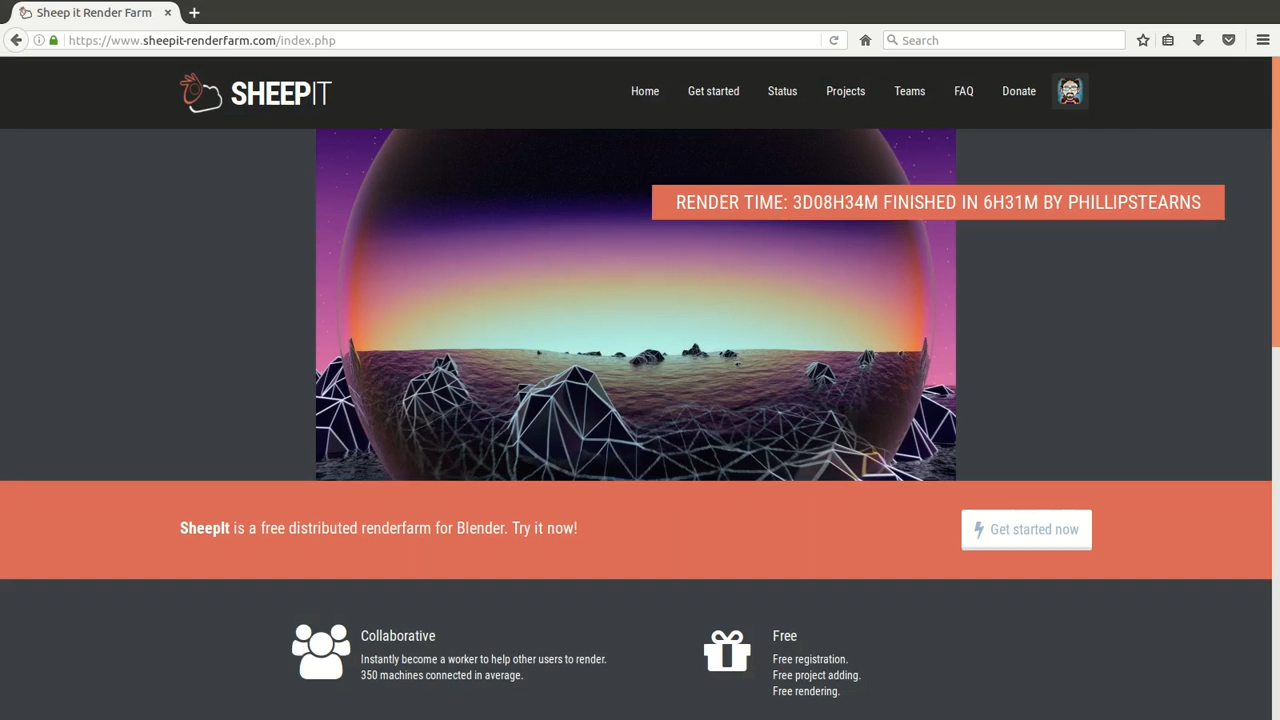 Sheep it Render Farm
https://www.sheepit-renderfarm.com/index.php
Search
SHEEPIT
Home
Get started
Status
Projects
Teams
FAQ
Donate
RENDER TIME: 3D08H34M FINISHED IN 6H31M BY PHILLIPSTEARNS
SheepIt is a free distributed renderfarm for Blender. Try it now!
Get started now
Collaborative
Instantly become a worker to help other users to render.
350 machines connected in average.
Free
Free registration.
Free project adding.
Free rendering.